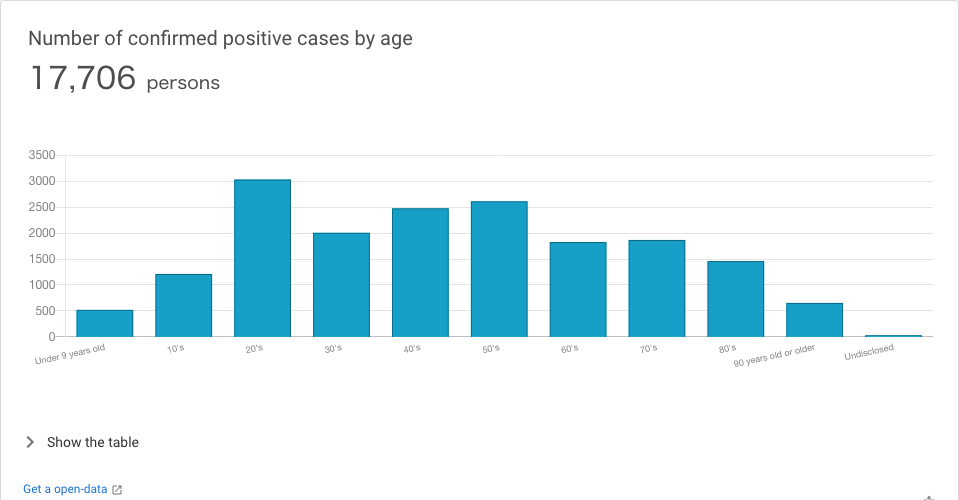 Number of confirmed positive cases by age
17,706 persons
3500
3000
2500
2000
1500
1000
500
0
Under 9 years old
10's
20's
30's
40's
50's
60's
70's
80's
90 years old or older
Undisclosed
Show the table
Get a open-data